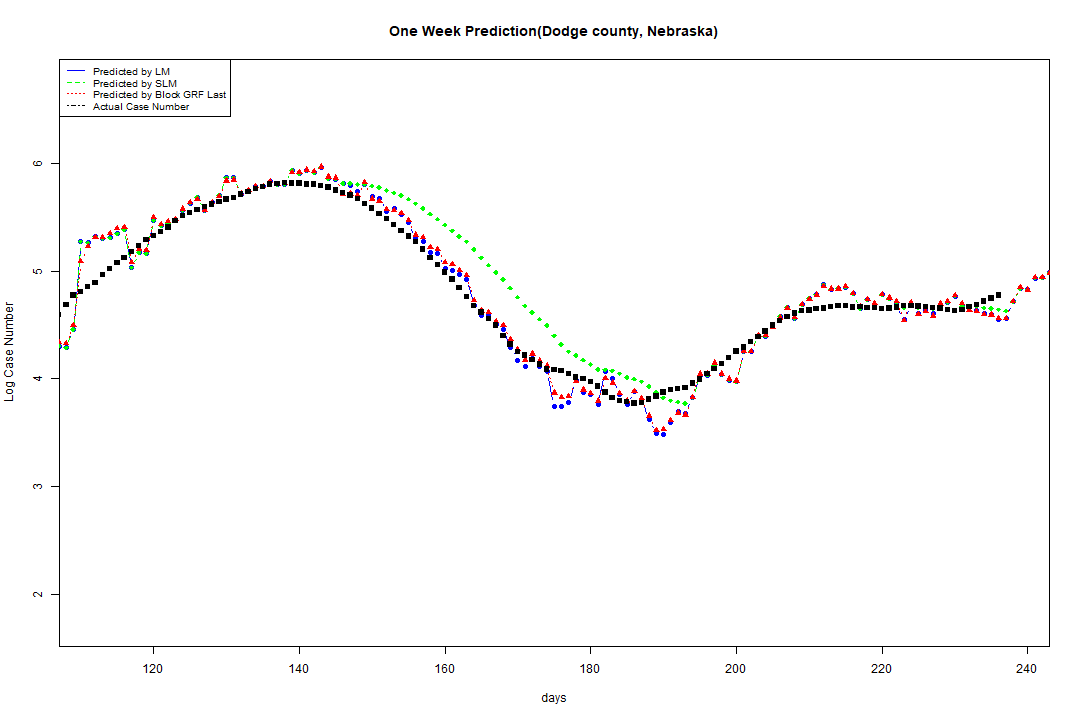 One Week Prediction(Dodge county, Nebraska)
Predicted by LM
Predicted by SLM
Predicted by Block GRF Last
Actual Case Number
Log Case Number
6
5
4
3
2
120 140 160 180 200 220 240
days